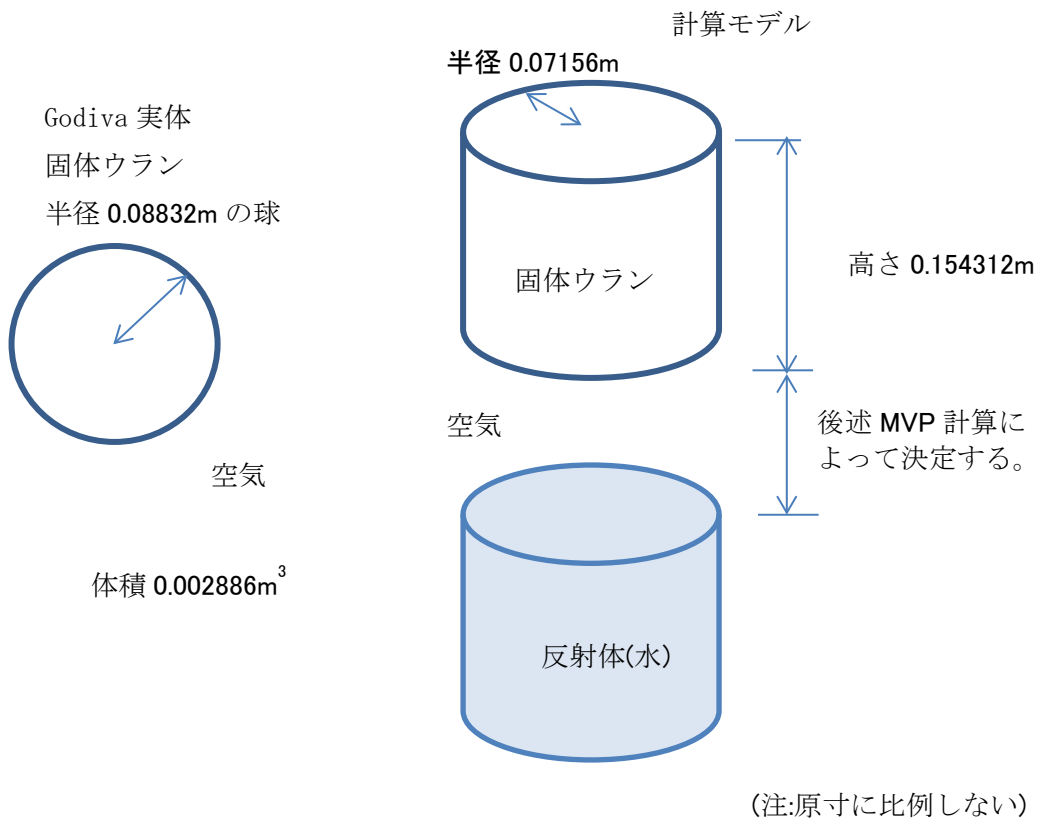 計算モデル
半径 0.07156m
Godiva 実体
固体ウラン
半径 0.08832m の球
固体ウラン
高さ 0.154312m
空気
後述 MVP 計算に
よって決定する。
空気
体積 0.002886m³
反射体(水)
(注:原寸に比例しない)